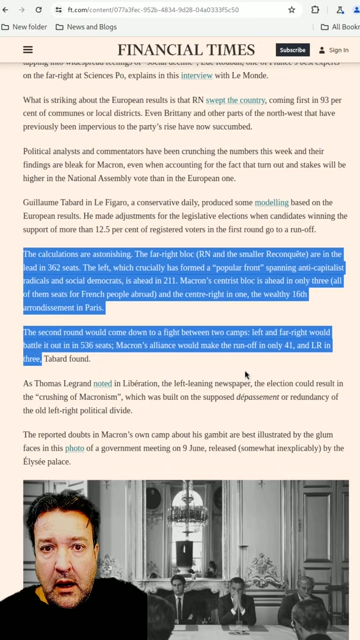 ft.com/content/077a3fec-952b-4834-9d28-04a0333f5c50
New folder
News and Blogs
All Bookr
FINANCIAL TIMES
Subscribe
Sign In
on the far-right at Sciences Po, explains in this interview with Le Monde.
What is striking about the European results is that RN swept the country, coming first in 93 per
cent of communes or local districts. Even Brittany and other parts of the north-west that have
previously been impervious to the party's rise have now succumbed.
Political analysts and commentators have been crunching the numbers this week and their
findings are bleak for Macron, even when accounting for the fact that turn out and stakes will be
higher in the National Assembly vote than in the European one.
Guillaume Tabard in Le Figaro, a conservative daily, produced some modelling based on the
European results. He made adjustments for the legislative elections when candidates winning the
support of more than 12.5 per cent of registered voters in the first round go to a run-off.
The calculations are astonishing. The far-right bloc (RN and the smaller Reconquête) are in the
lead in 362 seats. The left, which crucially has formed a “popular front” spanning anti-capitalist
radicals and social democrats, is ahead in 211. Macron's centrist bloc is ahead in only three (all
of them seats for French people abroad) and the centre-right in one, the wealthy 16th
arrondissement in Paris.
The second round would come down to a fight between two camps: left and far-right would
battle it out in 536 seats; Macron's alliance would make the run-off in only 41, and LR in
three, Tabard found.
As Thomas Legrand noted in Libération, the left-leaning newspaper, the election could result in
the “crushing of Macronism”, which was built on the supposed dépassement or redundancy of
the old left-right political divide.
The reported doubts in Macron's own camp about his gambit are best illustrated by the glum
faces in this photo of a government meeting on 9 June, released (somewhat inexplicably) by the
Élysée palace.